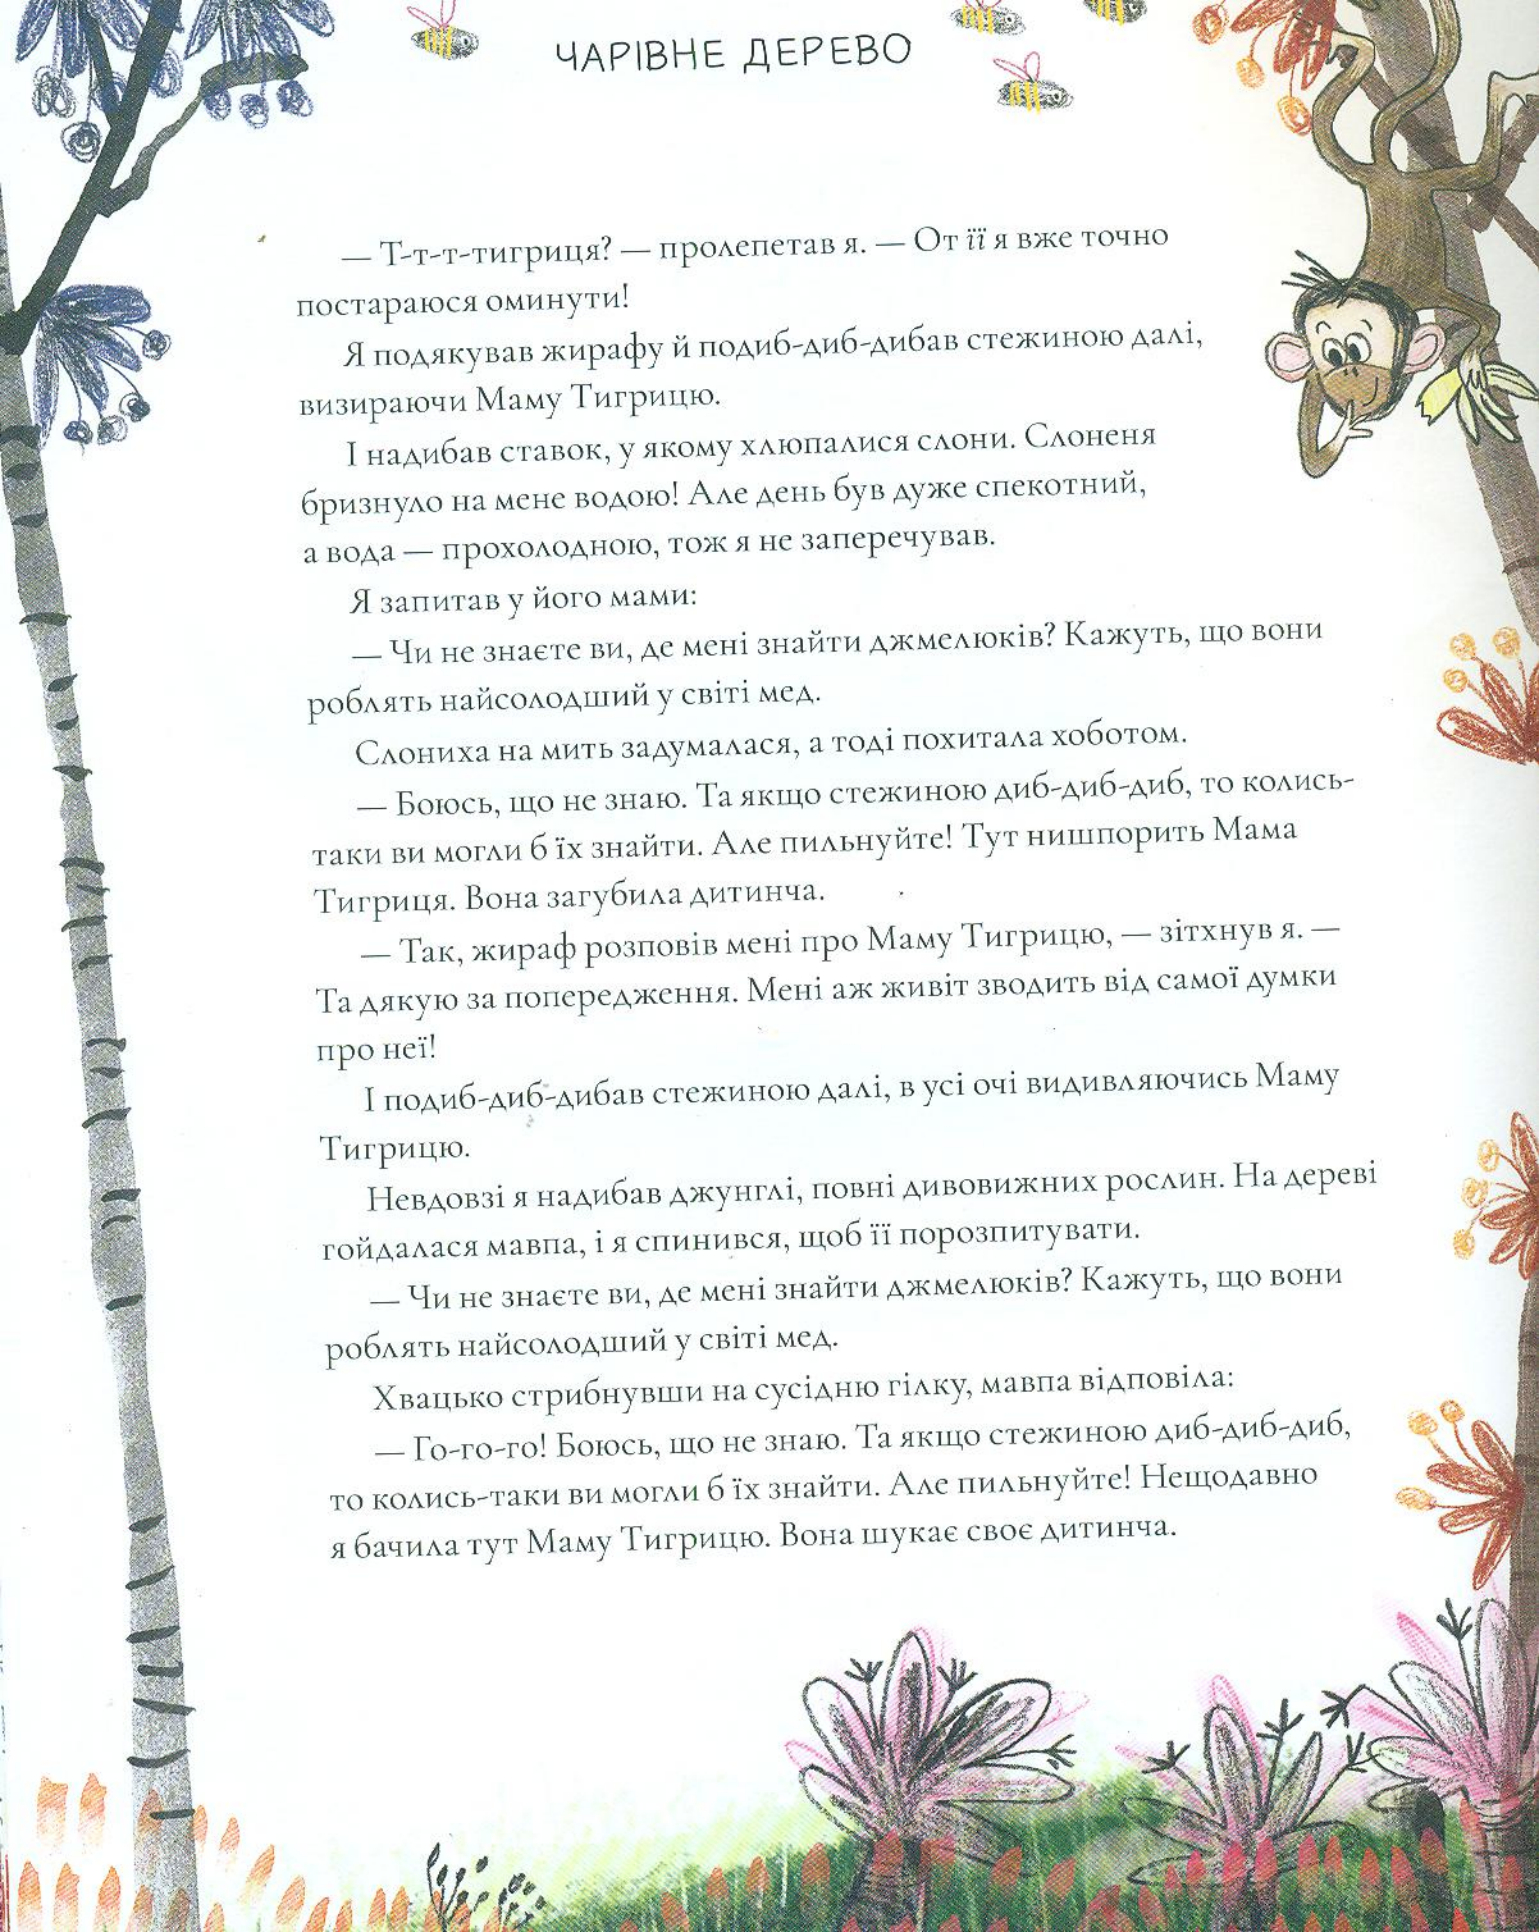 ЧАРІВНЕ ДЕРЕВО
— Т-т-т-тигриця? — пролепетав я. — От її я вже точно
постараюся оминути!
Я подякував жирафу й подиб-диб-дибав стежиною далі,
визираючи Маму Тигрицю.
І надибав ставок, у якому хлюпалися слони. Слоненя
бризнуло на мене водою! Але день був дуже спекотний,
а вода — прохолодною, тож я не заперечував.
Я запитав у його мами:
— Чи не знаєте ви, де мені знайти джмелюків? Кажуть, що вони
роблять найсолодший у світі мед.
Слониха на мить задумалася, а тоді похитала хоботом.
— Боюсь, що не знаю. Та якщо стежиною диб-диб-диб, то колись-
таки ви могли б їх знайти. Але пильнуйте! Тут нишпорить Мама
Тигриця. Вона загубила дитинча.
— Так, жираф розповів мені про Маму Тигрицю, — зітхнув я. —
Та дякую за попередження. Мені аж живіт зводить від самої думки
про неї!
І подиб-диб-дибав стежиною далі, в усі очі видивляючись Маму
Тигрицю.
Невдовзі я надибав джунглі, повні дивовижних рослин. На дереві
гойдалася мавпа, і я спинився, щоб її порозпитувати.
— Чи не знаєте ви, де мені знайти джмелюків? Кажуть, що вони
роблять найсолодший у світі мед.
Хвацько стрибнувши на сусідню гілку, мавпа відповіла:
— Го-го-го! Боюсь, що не знаю. Та якщо стежиною диб-диб-диб,
то колись-таки ви могли б їх знайти. Але пильнуйте! Нещодавно
я бачила тут Маму Тигрицю. Вона шукає своє дитинча.